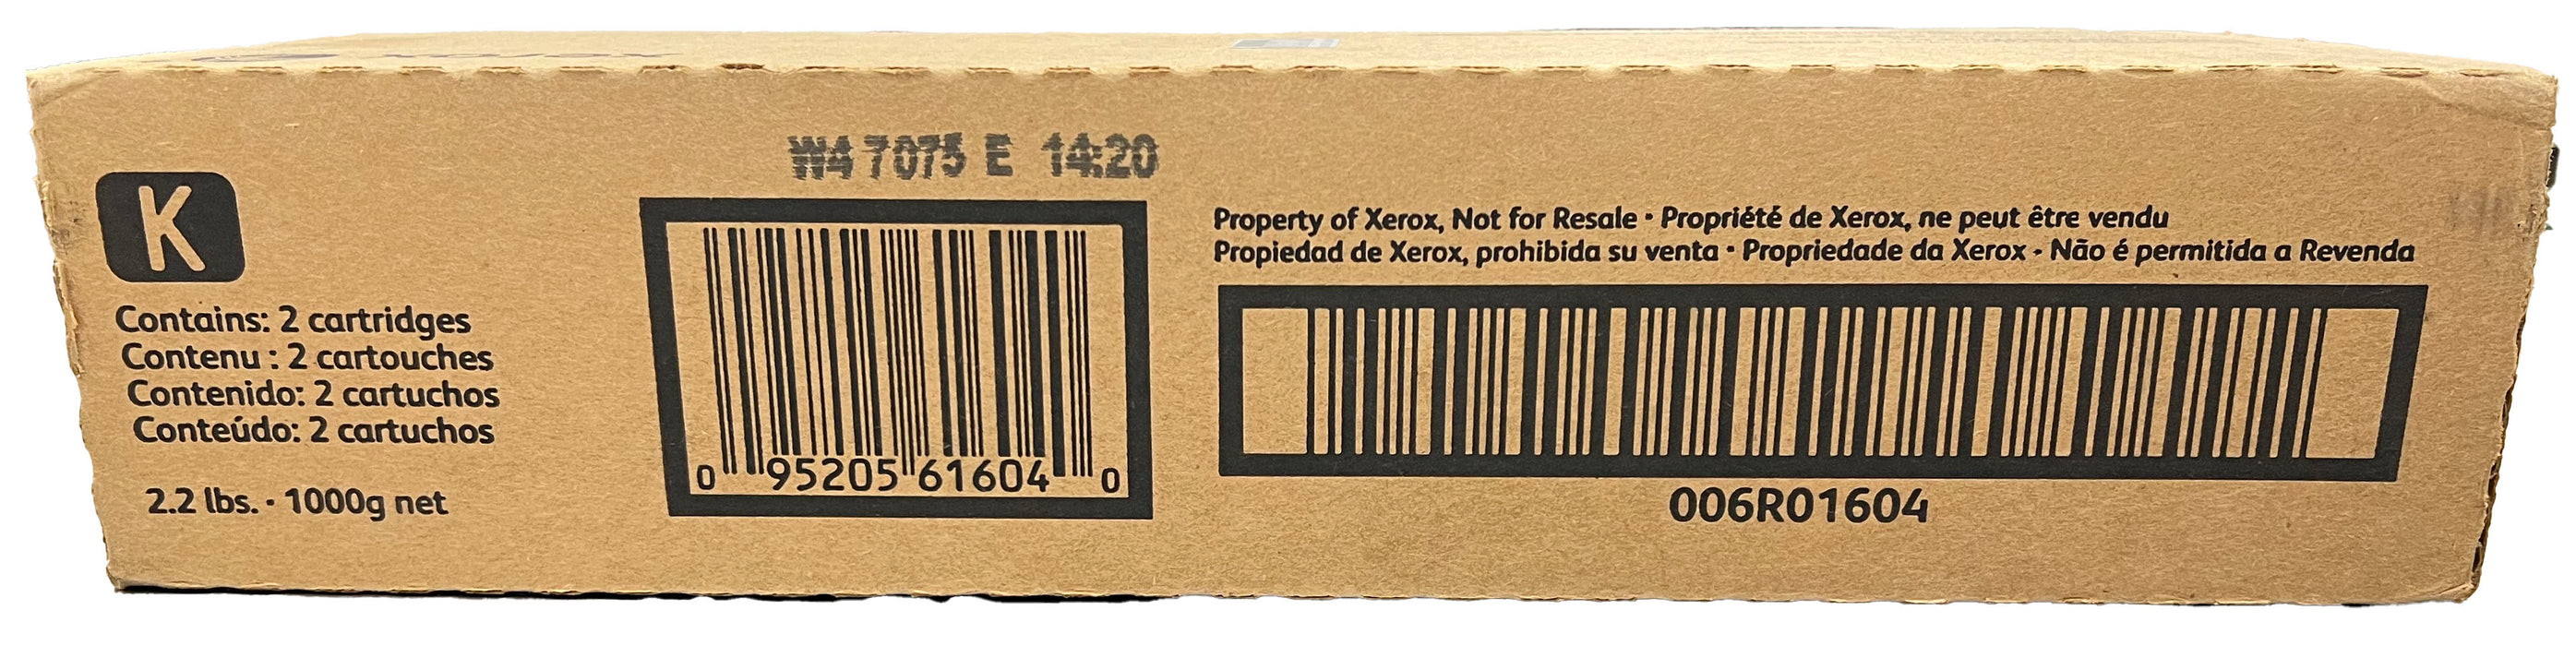 W4 7075 E 14:20
K
Contains: 2 cartridges
Contenu : 2 cartouches
Contenido: 2 cartuchos
Conteúdo: 2 cartuchos
2.2 lbs. · 1000g net
0 95205 61604 0
Property of Xerox, Not for Resale · Propriété de Xerox, ne peut être vendu
Propiedad de Xerox, prohibida su venta · Propriedade da Xerox - Não é permitida a Revenda
006R01604